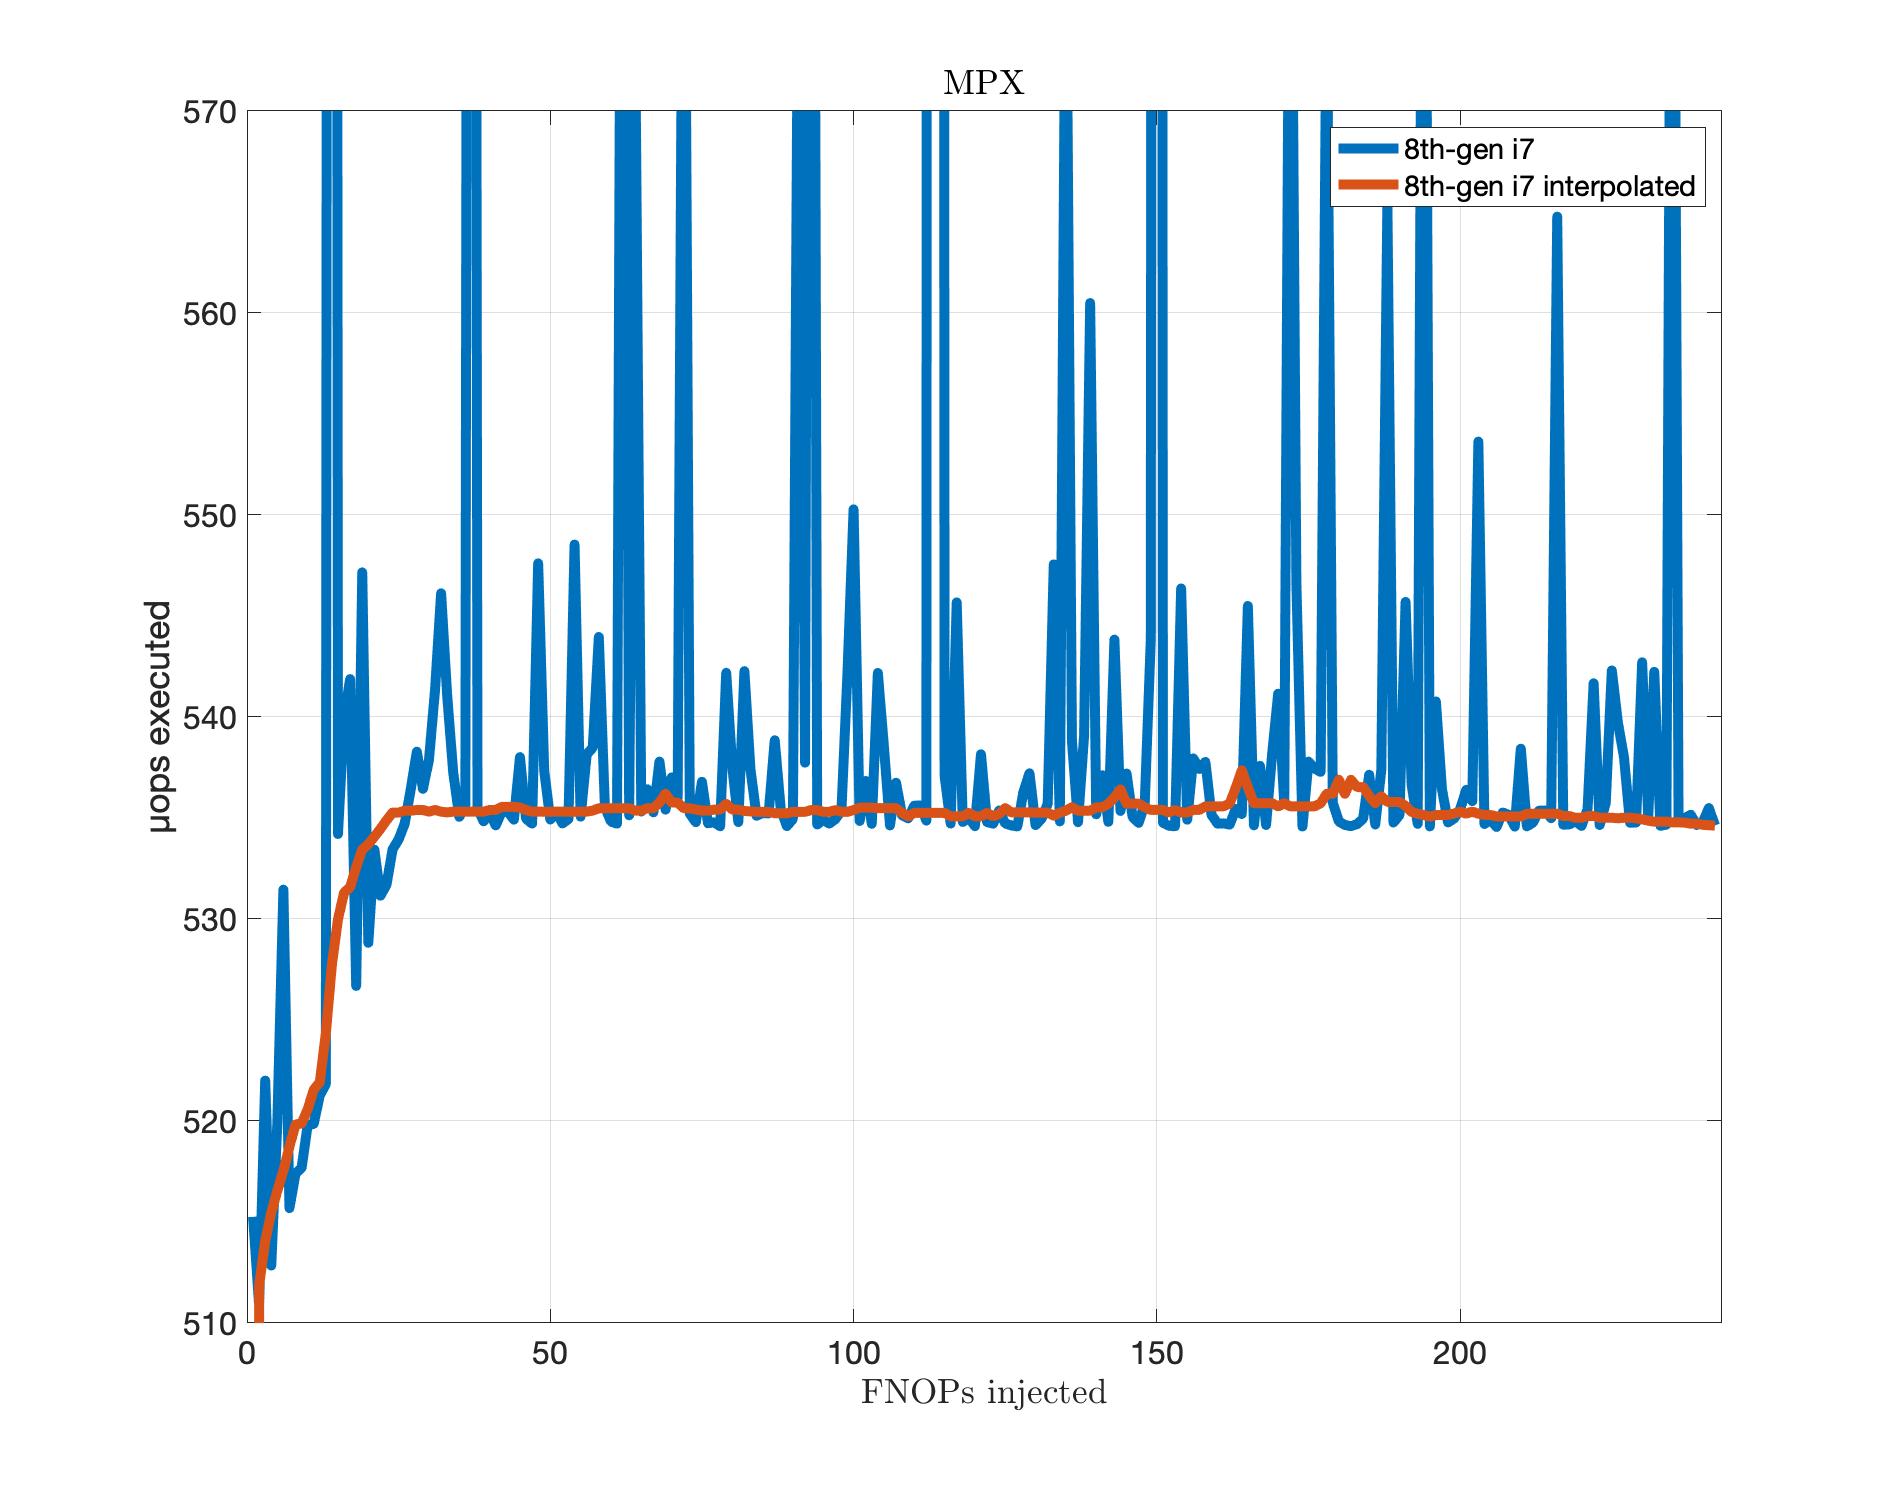 MPX
570
560
550
540
530
520
510
µops executed
8th-gen i7
8th-gen i7 interpolated
0 50 100 150 200
FNOPs injected